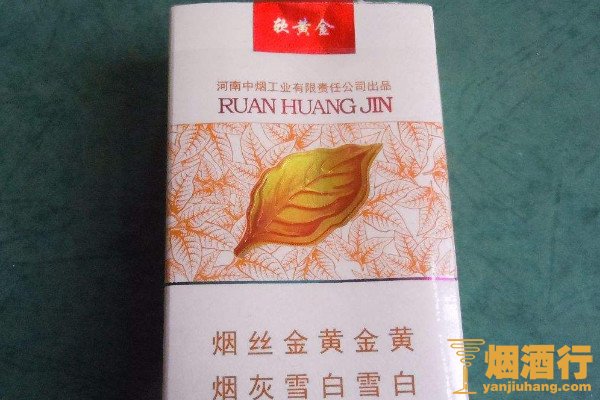 软黄金
河南中烟工业有限责任公司出品
RUAN HUANG JIN
烟丝金黄金黄
烟灰雪白雪白
烟酒行
yanjiuhang.com